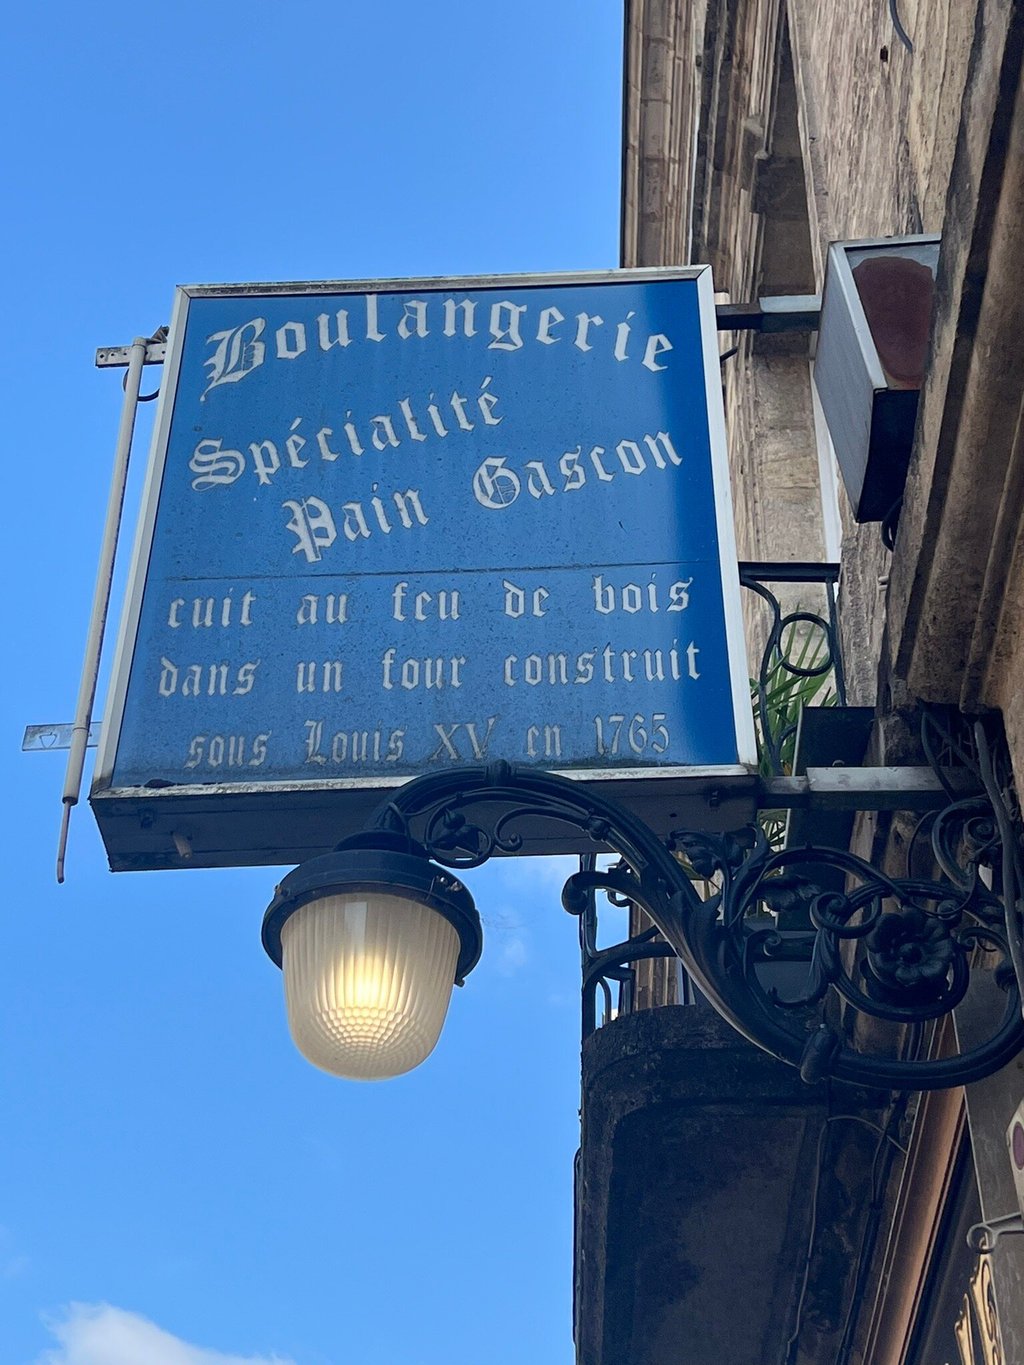 Boulangerie
Spécialité
Pain Gascon
cuit au feu de bois
dans un four construit
sous Louis XV en 1765